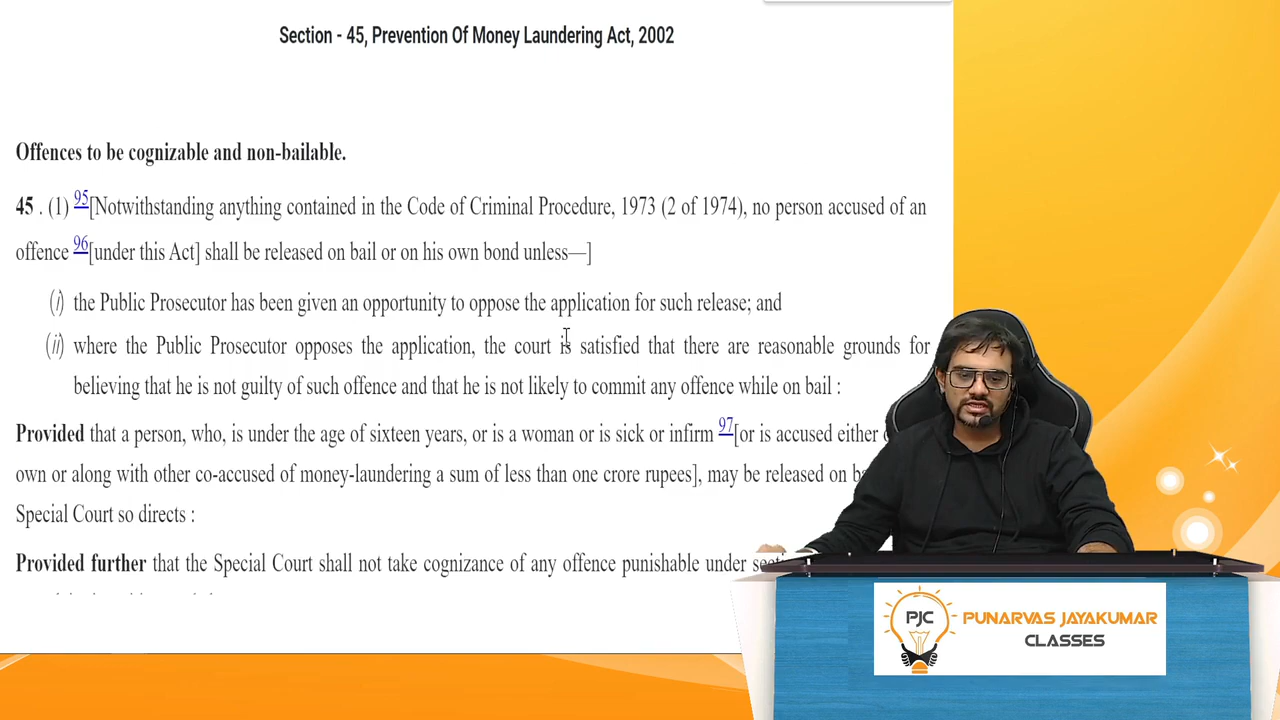 Section - 45, Prevention Of Money Laundering Act, 2002
Offences to be cognizable and non-bailable.
45 . (1) 95[Notwithstanding anything contained in the Code of Criminal Procedure, 1973 (2 of 1974), no person accused of an
offence 96[under this Act] shall be released on bail or on his own bond unless—]
(i) the Public Prosecutor has been given an opportunity to oppose the application for such release; and
(ii) where the Public Prosecutor opposes the application, the court is satisfied that there are reasonable grounds for
believing that he is not guilty of such offence and that he is not likely to commit any offence while on bail :
Provided that a person, who, is under the age of sixteen years, or is a woman or is sick or infirm 97[or is accused either
own or along with other co-accused of money-laundering a sum of less than one crore rupees], may be released on
Special Court so directs :
Provided further that the Special Court shall not take cognizance of any offence punishable under
PJC
PUNARVAS JAYAKUMAR
CLASSES